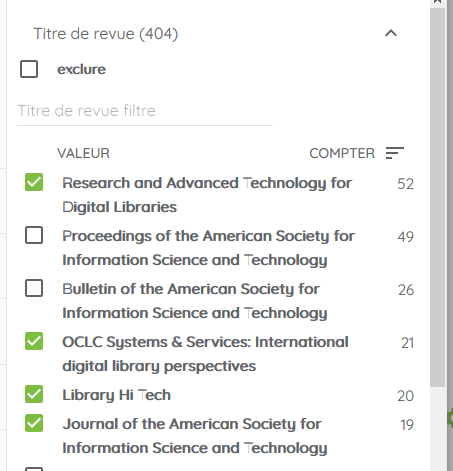 Titre de revue (404)
exclure
Titre de revue filtre
VALEUR COMPTER
Research and Advanced Technology for 52
Digital Libraries
Proceedings of the American Society for 49
Information Science and Technology
Bulletin of the American Society for 26
Information Science and Technology
OCLC Systems & Services: International 21
digital library perspectives
Library Hi Tech 20
Journal of the American Society for 19
Information Science and Technology